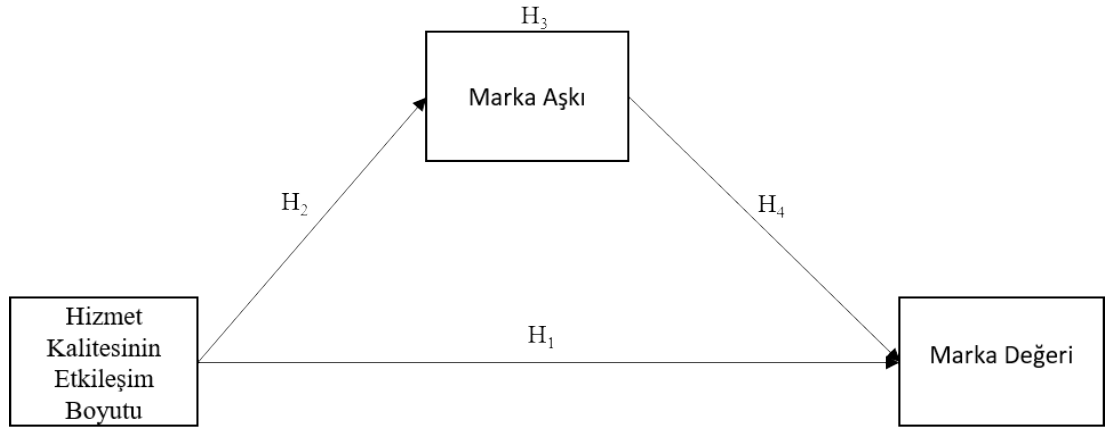 H₃
Marka Aşkı
H₂
H₄
Hizmet
Kalitesinin
Etkileşim
Boyutu
H₁
Marka Değeri